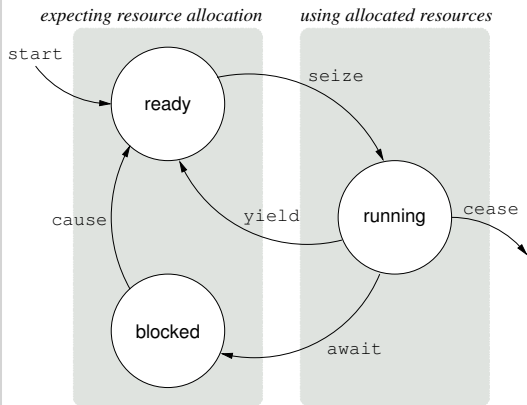 expecting resource allocation
using allocated resources
start
ready
seize
cause
yield
running
cease
blocked
await